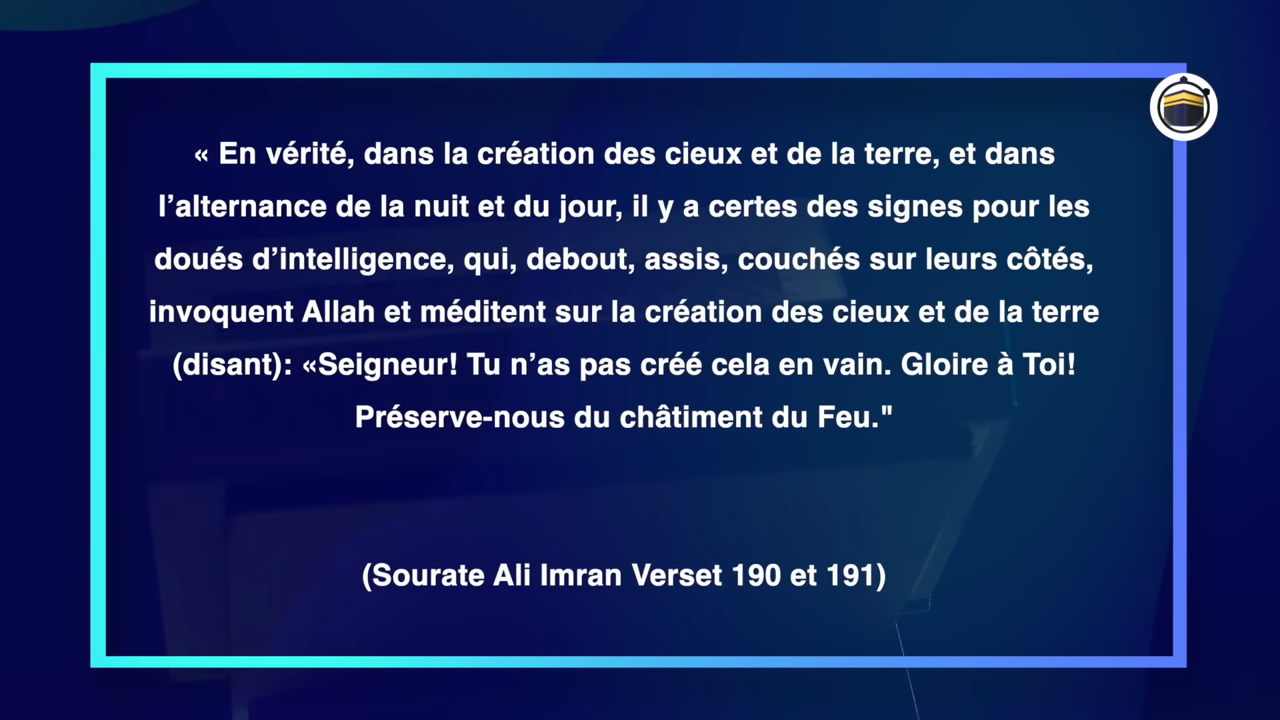 « En vérité, dans la création des cieux et de la terre, et dans
l’alternance de la nuit et du jour, il y a certes des signes pour les
doués d’intelligence, qui, debout, assis, couchés sur leurs côtés,
invoquent Allah et méditent sur la création des cieux et de la terre
(disant): «Seigneur! Tu n’as pas créé cela en vain. Gloire à Toi!
Préserve-nous du châtiment du Feu."
(Sourate Ali Imran Verset 190 et 191)